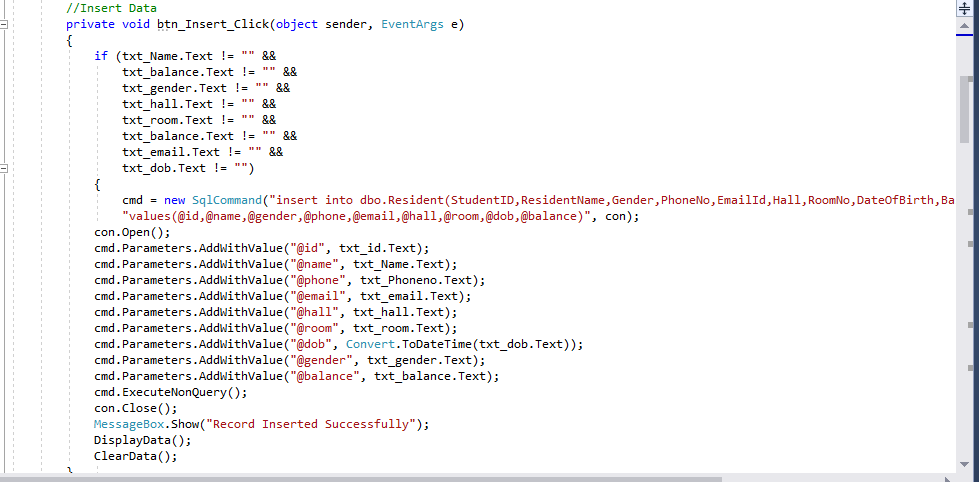 //Insert Data
private void btn_Insert_Click(object sender, EventArgs e)
{
if (txt_Name.Text != "" &&
txt_balance.Text != "" &&
txt_gender.Text != "" &&
txt_hall.Text != "" &&
txt_room.Text != "" &&
txt_balance.Text != "" &&
txt_email.Text != "" &&
txt_dob.Text != "")
{
cmd = new SqlCommand("insert into dbo.Resident(StudentID,ResidentName,Gender,PhoneNo,EmailId,Hall,RoomNo,DateOfBirth,Ba
"values(@id,@name,@gender,@phone,@email,@hall,@room,@dob,@balance)", con);
con.Open();
cmd.Parameters.AddWithValue("@id", txt_id.Text);
cmd.Parameters.AddWithValue("@name", txt_Name.Text);
cmd.Parameters.AddWithValue("@phone", txt_Phoneno.Text);
cmd.Parameters.AddWithValue("@email", txt_email.Text);
cmd.Parameters.AddWithValue("@hall", txt_hall.Text);
cmd.Parameters.AddWithValue("@room", txt_room.Text);
cmd.Parameters.AddWithValue("@dob", Convert.ToDateTime(txt_dob.Text));
cmd.Parameters.AddWithValue("@gender", txt_gender.Text);
cmd.Parameters.AddWithValue("@balance", txt_balance.Text);
cmd.ExecuteNonQuery();
con.Close();
MessageBox.Show("Record Inserted Successfully");
DisplayData();
ClearData();
}